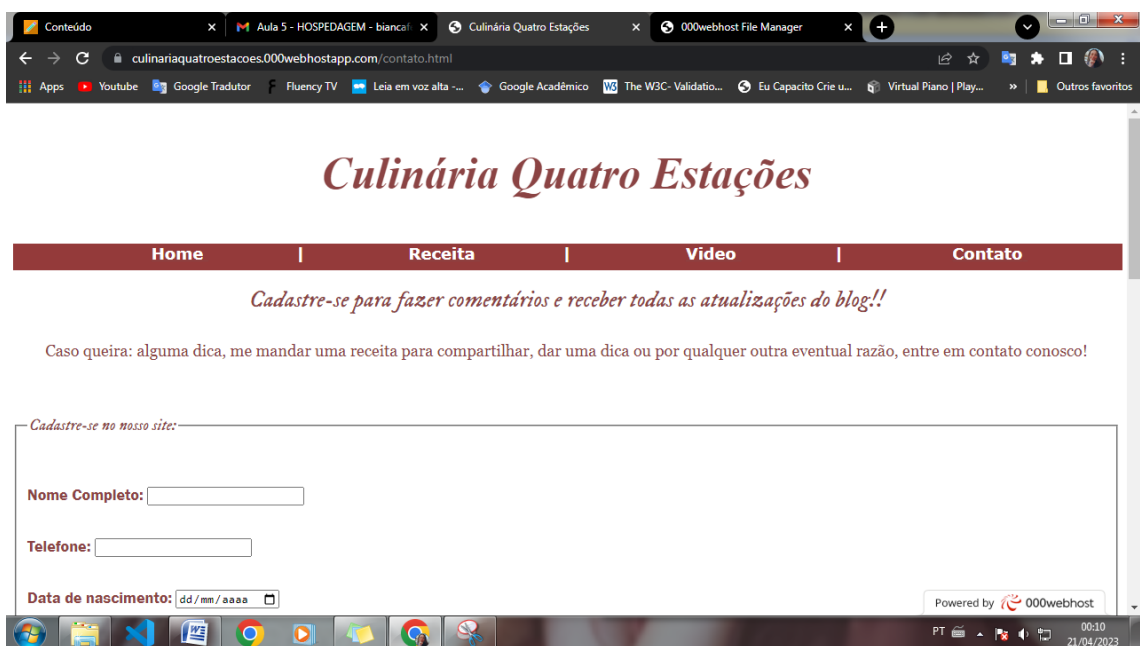 Conteúdo
Aula 5 - HOSPEDAGEM - biancaf
Culinária Quatro Estações
000webhost File Manager
culinariaquatroestacoes.000webhostapp.com/contato.html
Apps Youtube Google Tradutor Fluency TV Leia em voz alta -... Google Acadêmico The W3C- Validatio... Eu Capacito Crie u... Virtual Piano | Play... » Outros favoritos
Culinária Quatro Estações
Home | Receita | Video | Contato
Cadastre-se para fazer comentários e receber todas as atualizações do blog!!
Caso queira: alguma dica, me mandar uma receita para compartilhar, dar uma dica ou por qualquer outra eventual razão, entre em contato conosco!
Cadastre-se no nosso site:
Nome Completo:
Telefone:
Data de nascimento: dd/mm/aaaa
Powered by 000webhost
PT
00:10
21/04/2023